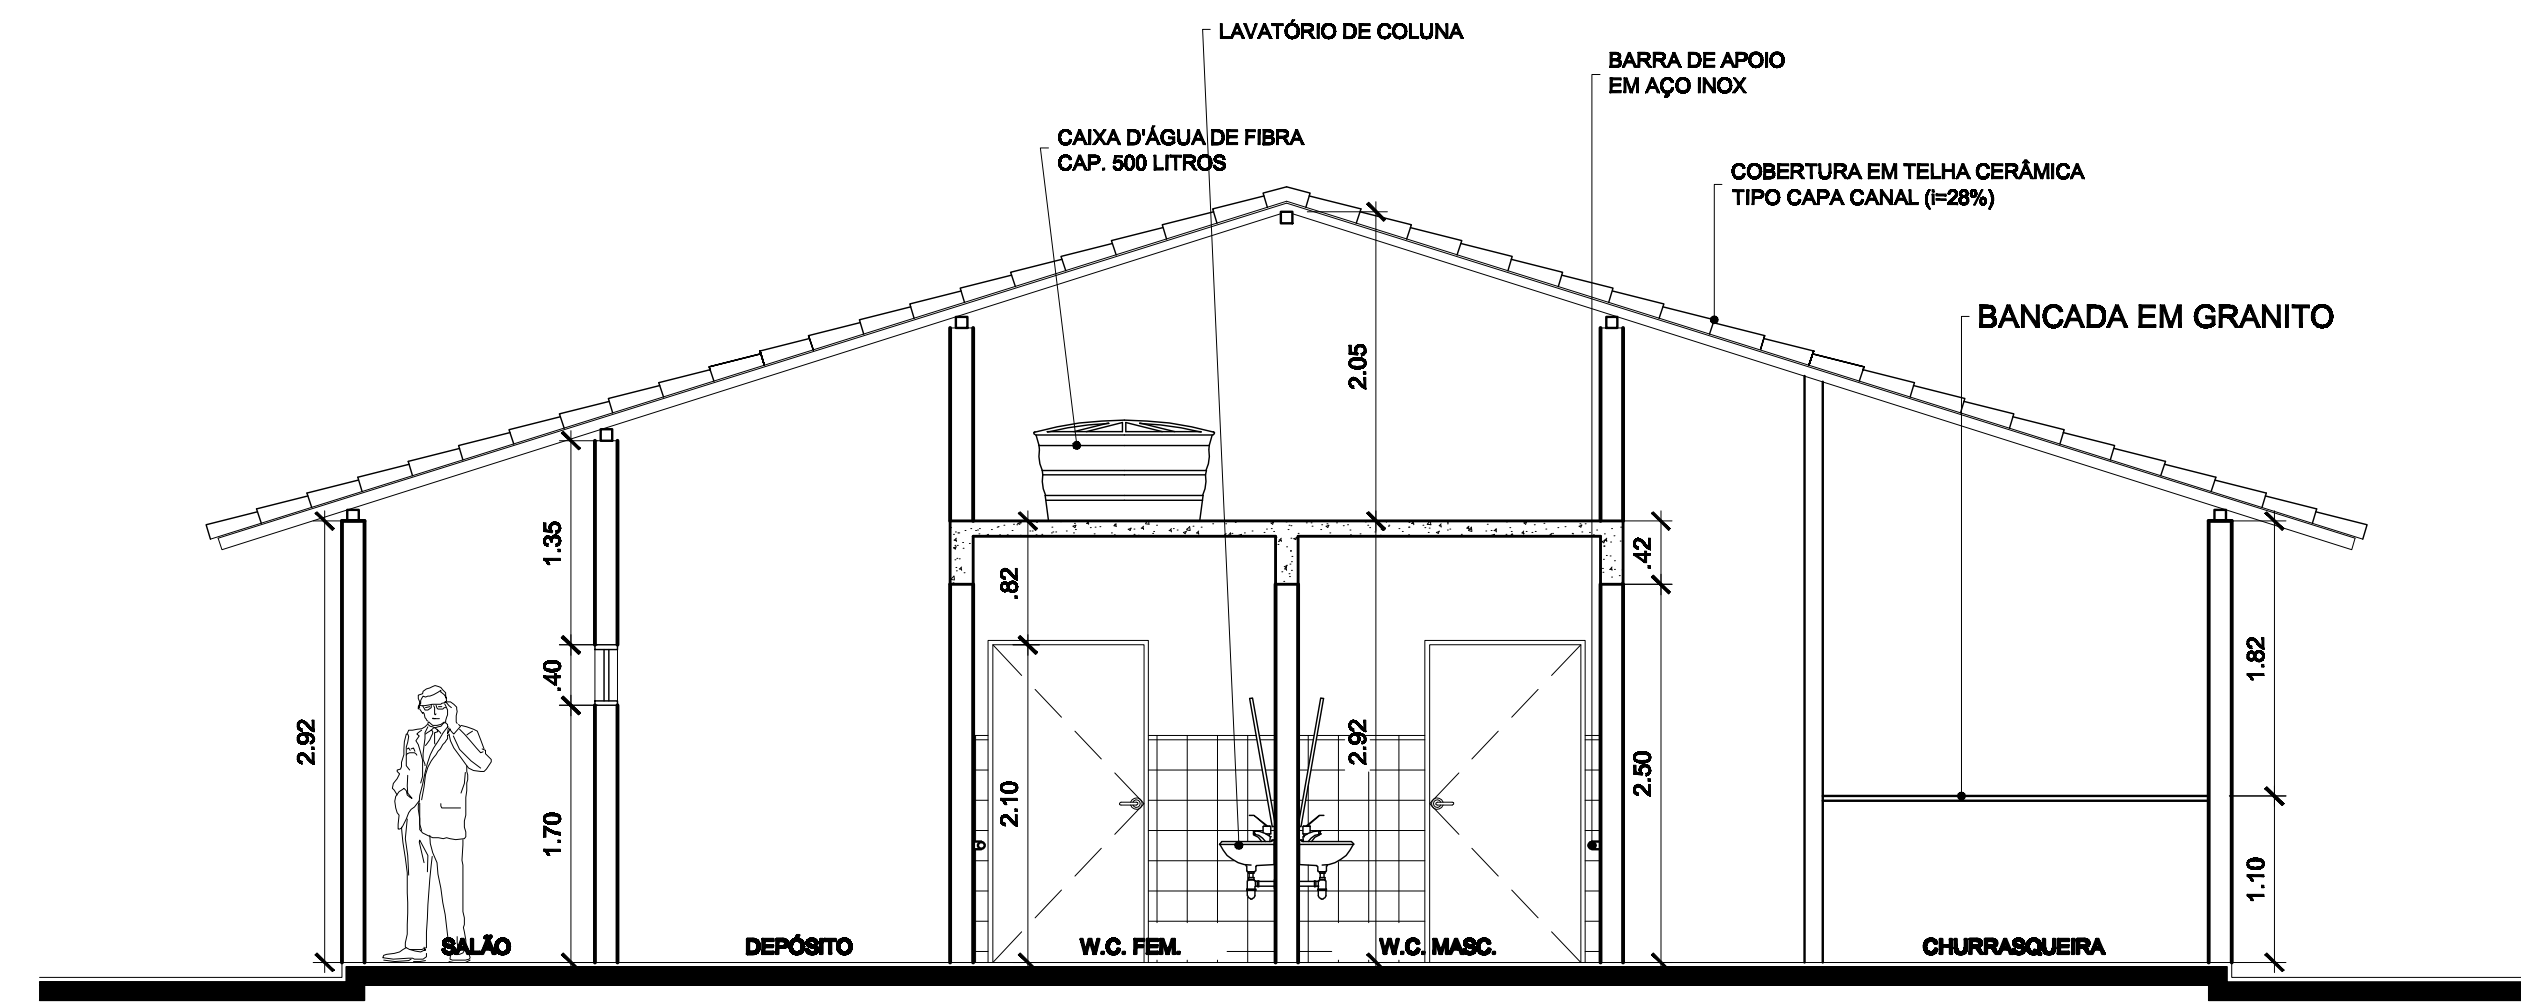 LAVATÓRIO DE COLUNA
BARRA DE APOIO
EM AÇO INOX
CAIXA D'ÁGUA DE FIBRA
CAP. 500 LITROS
COBERTURA EM TELHA CERÂMICA
TIPO CAPA CANAL (i=28%)
BANCADA EM GRANITO
2.05
1.35
.82
.42
.40
1.82
2.92
2.92
2.50
2.10
1.70
1.10
SALÃO
DEPÓSITO
W.C. FEM.
W.C. MASC.
CHURRASQUEIRA